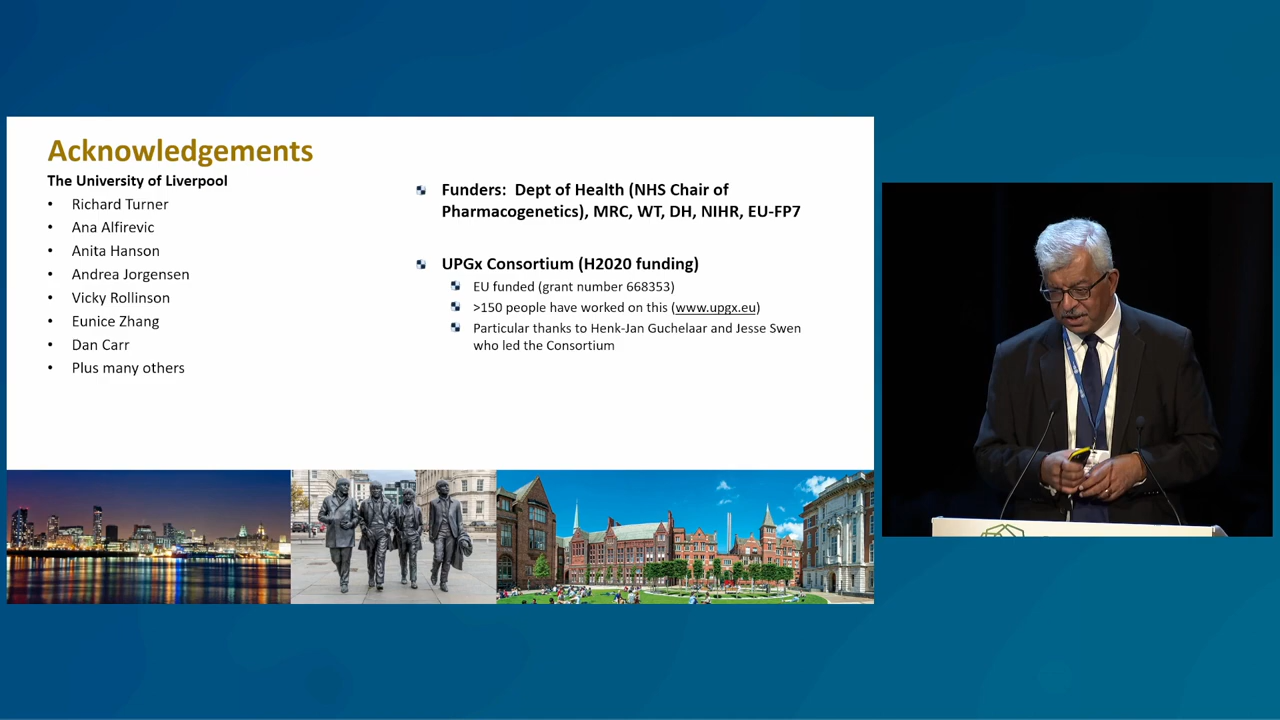 Acknowledgements
The University of Liverpool
• Richard Turner
• Ana Alfirevic
• Anita Hanson
• Andrea Jorgensen
• Vicky Rollinson
• Eunice Zhang
• Dan Carr
• Plus many others
Funders: Dept of Health (NHS Chair of
Pharmacogenetics), MRC, WT, DH, NIHR, EU-FP7
UPGx Consortium (H2020 funding)
EU funded (grant number 668353)
>150 people have worked on this (www.upgx.eu)
Particular thanks to Henk-Jan Guchelaar and Jesse Swen
who led the Consortium